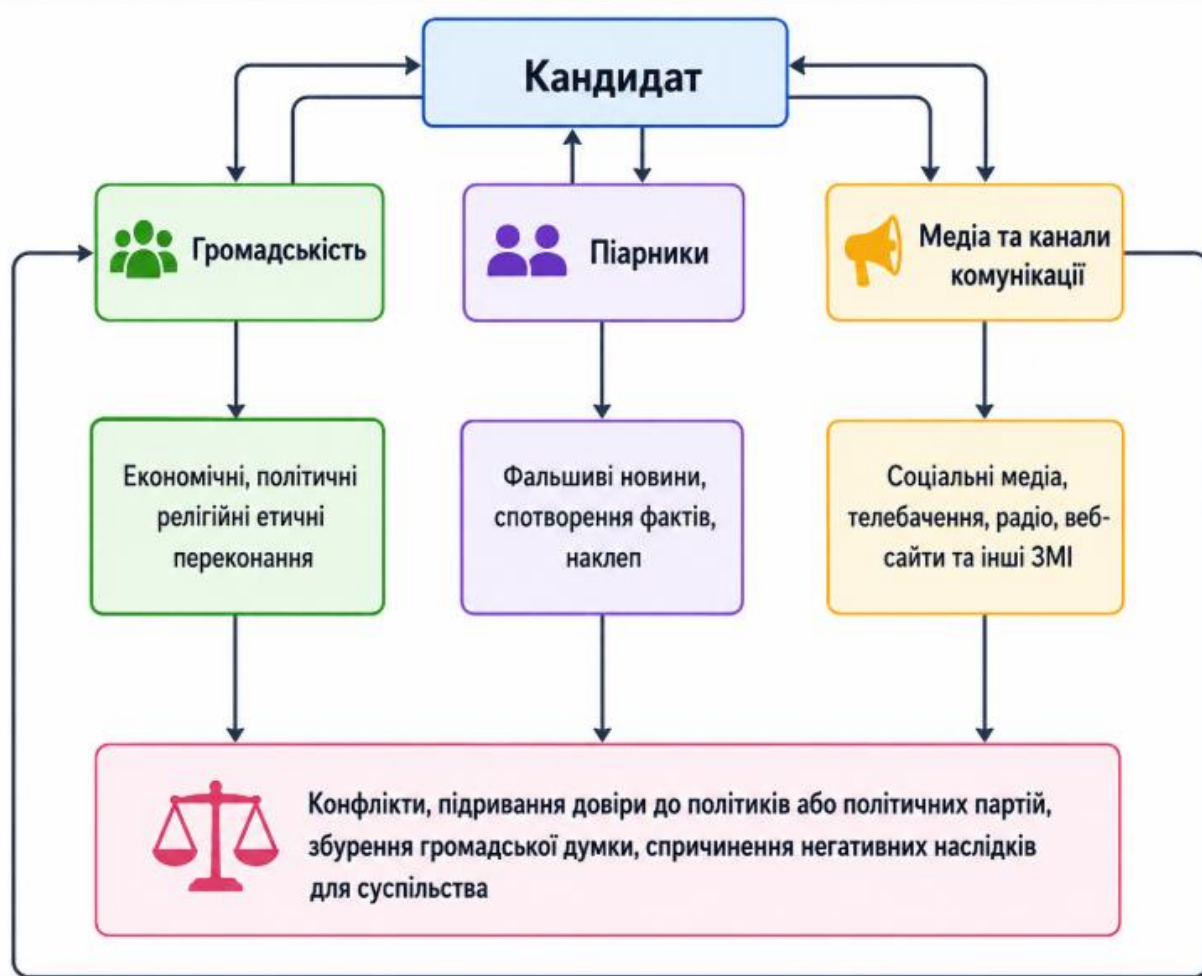 Кандидат
Громадськість
Піарники
Медіа та канали
комунікації
Економічні, політичні
релігійні етичні
переконання
Фальшиві новини,
спотворення фактів,
наклеп
Соціальні медіа,
телебачення, радіо, веб-
сайти та інші ЗМІ
Конфлікти, підривання довіри до політиків або політичних партій,
збурення громадської думки, спричинення негативних наслідків
для суспільства